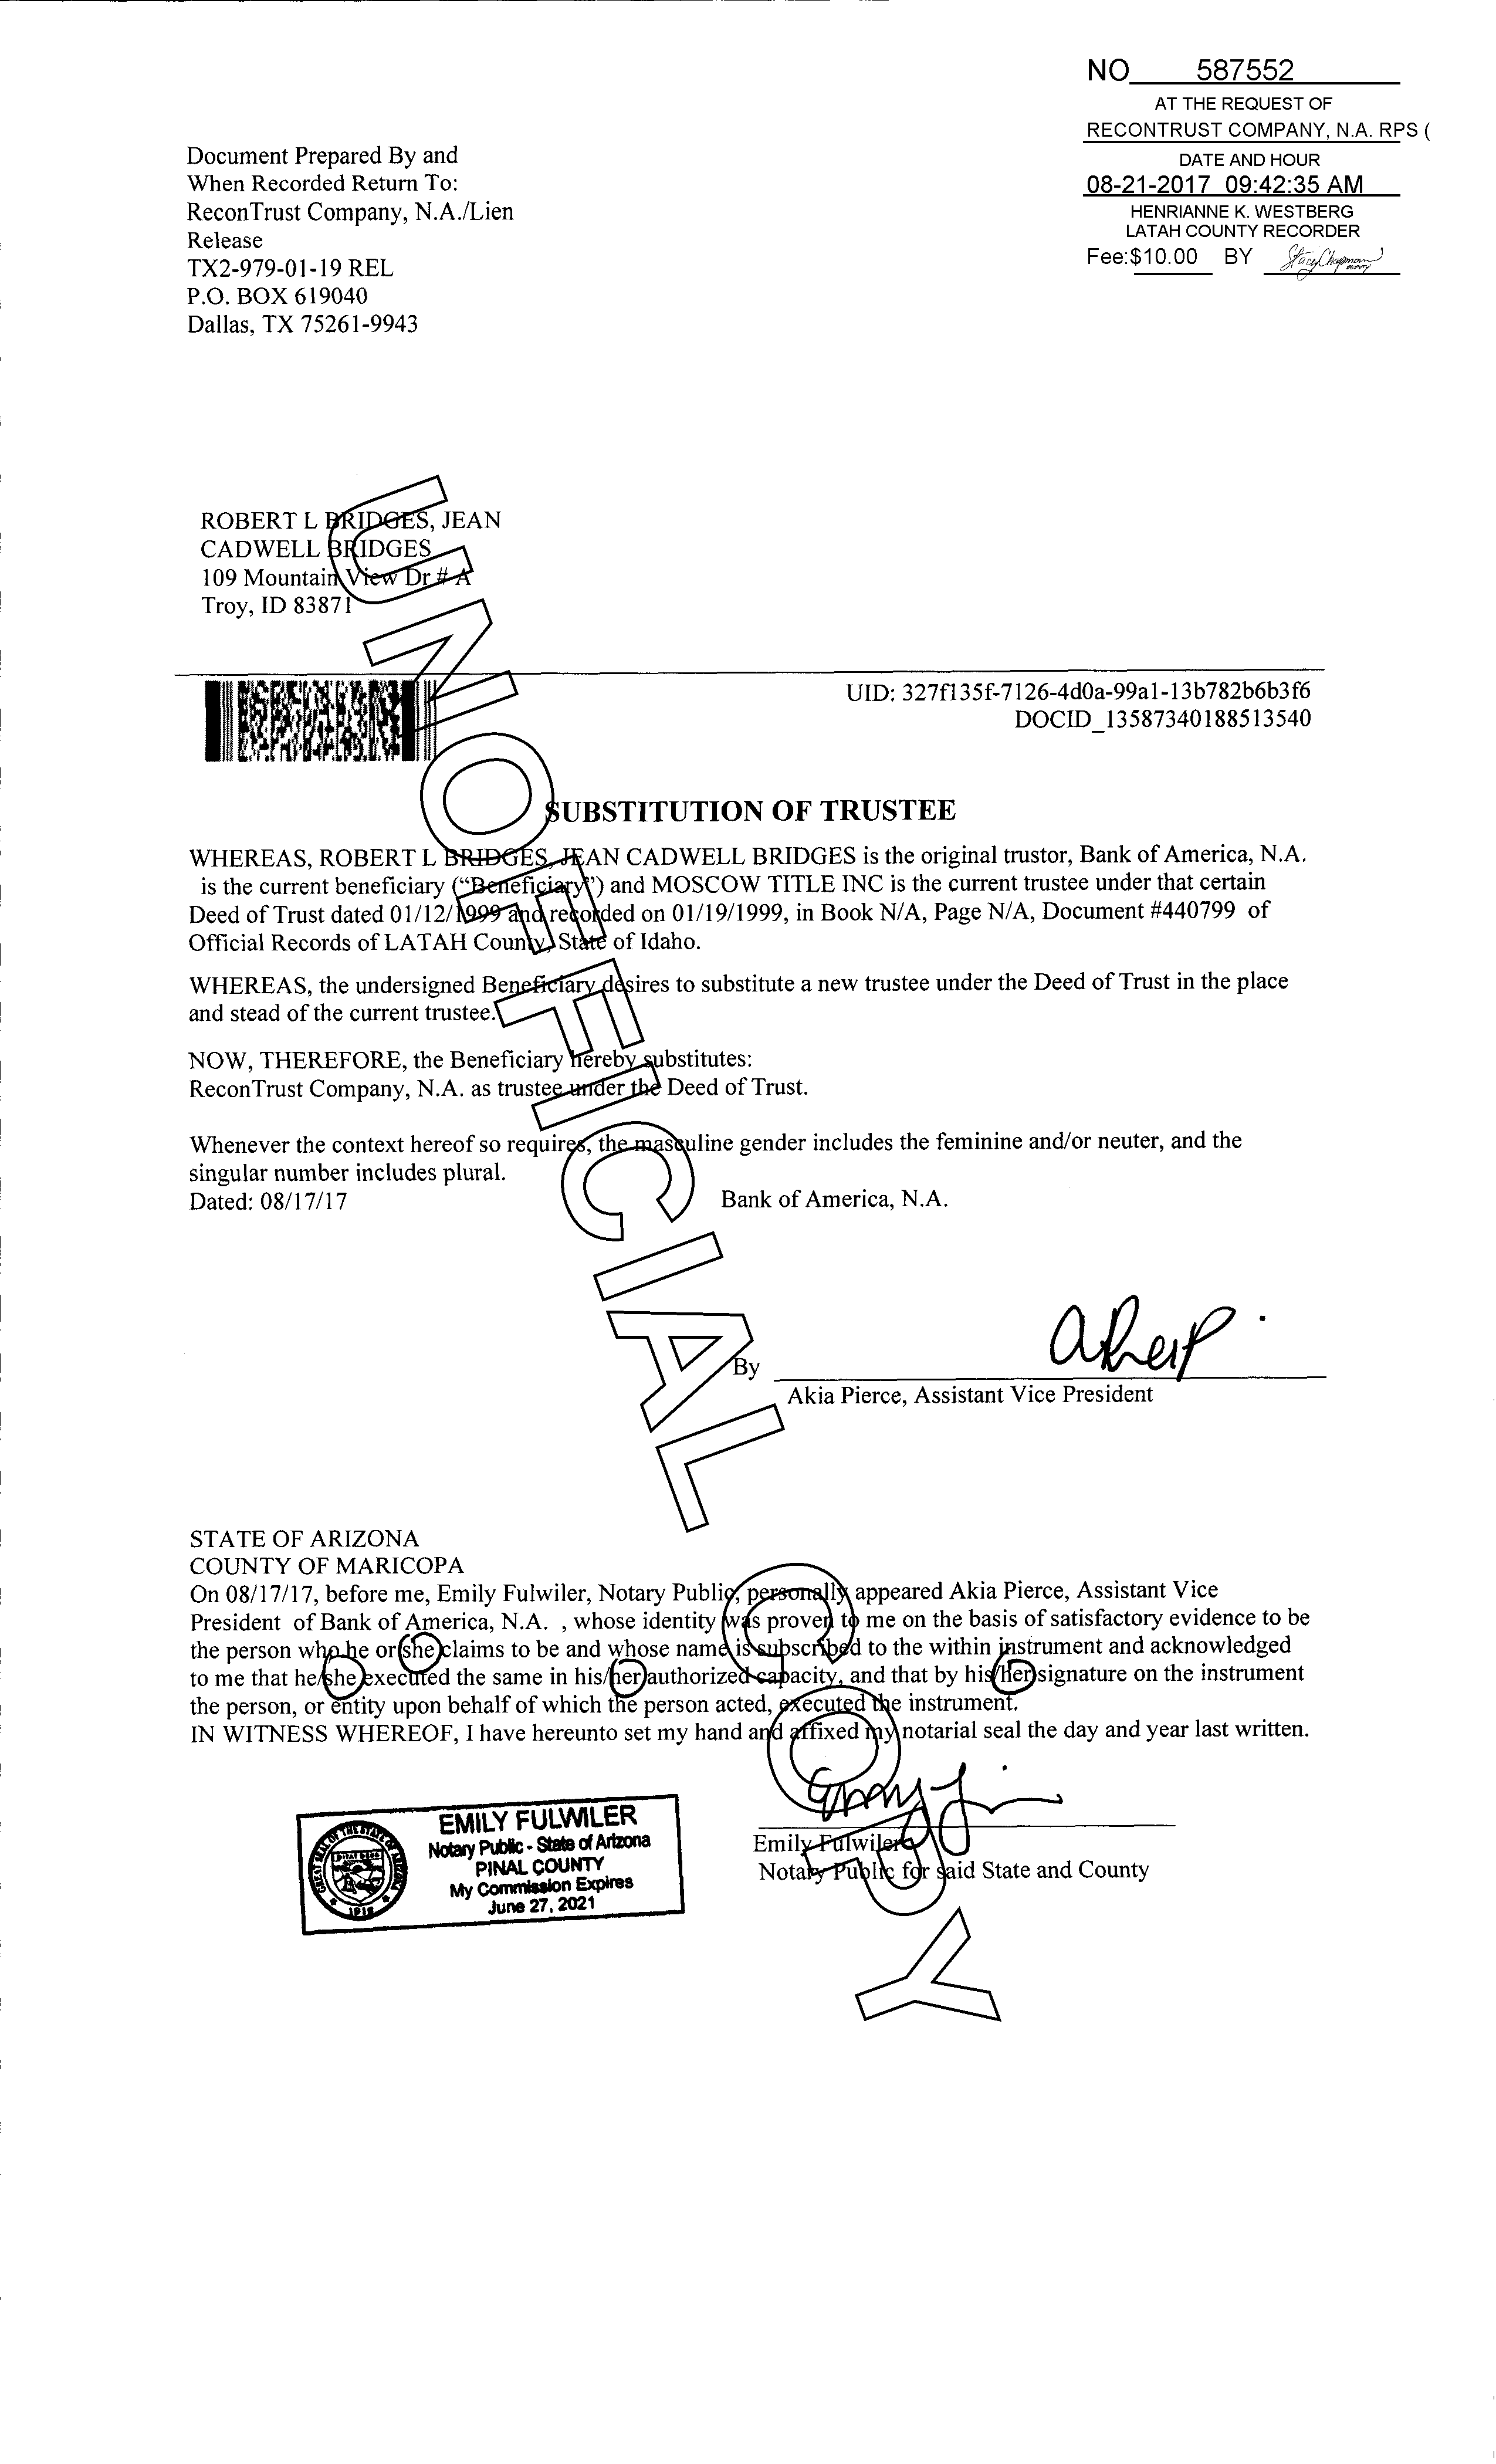 NO 587552
AT THE REQUEST OF
RECONTRUST COMPANY, N.A. RPS (
DATE AND HOUR
08-21-2017 09:42:35 AM
HENRIANNE K. WESTBERG
LATAH COUNTY RECORDER
Fee:$10.00 BY Stacy Chapman
Document Prepared By and
When Recorded Return To:
ReconTrust Company, N.A./Lien
Release
TX2-979-01-19 REL
P.O. BOX 619040
Dallas, TX 75261-9943
ROBERT L BRIDGES, JEAN
CADWELL BRIDGES
109 Mountain View Dr # A
Troy, ID 83871
UID: 327f135f-7126-4d0a-99a1-13b782b6b3f6
DOCID_13587340188513540
SUBSTITUTION OF TRUSTEE
WHEREAS, ROBERT L BRIDGES, JEAN CADWELL BRIDGES is the original trustor, Bank of America, N.A.
is the current beneficiary (“Beneficiary”) and MOSCOW TITLE INC is the current trustee under that certain
Deed of Trust dated 01/12/1999 and recorded on 01/19/1999, in Book N/A, Page N/A, Document #440799 of
Official Records of LATAH County, State of Idaho.
WHEREAS, the undersigned Beneficiary desires to substitute a new trustee under the Deed of Trust in the place
and stead of the current trustee.
NOW, THEREFORE, the Beneficiary hereby substitutes:
ReconTrust Company, N.A. as trustee under the Deed of Trust.
Whenever the context hereof so requires, the masculine gender includes the feminine and/or neuter, and the
singular number includes plural.
Dated: 08/17/17 Bank of America, N.A.
By
Akia Pierce, Assistant Vice President
STATE OF ARIZONA
COUNTY OF MARICOPA
On 08/17/17, before me, Emily Fulwiler, Notary Public, personally appeared Akia Pierce, Assistant Vice
President of Bank of America, N.A. , whose identity was proven to me on the basis of satisfactory evidence to be
the person who he or she claims to be and whose name is subscribed to the within instrument and acknowledged
to me that he/she executed the same in his/her authorized capacity, and that by his/her signature on the instrument
the person, or entity upon behalf of which the person acted, executed the instrument.
IN WITNESS WHEREOF, I have hereunto set my hand and affixed my notarial seal the day and year last written.
Emily Fulwiler
Notary Public for said State and County
EMILY FULWILER
Notary Public - State of Arizona
PINAL COUNTY
My Commission Expires
June 27, 2021
GREAT SEAL OF THE STATE OF ARIZONA
DITAT DEUS
1912
UNOFFICIAL COPY